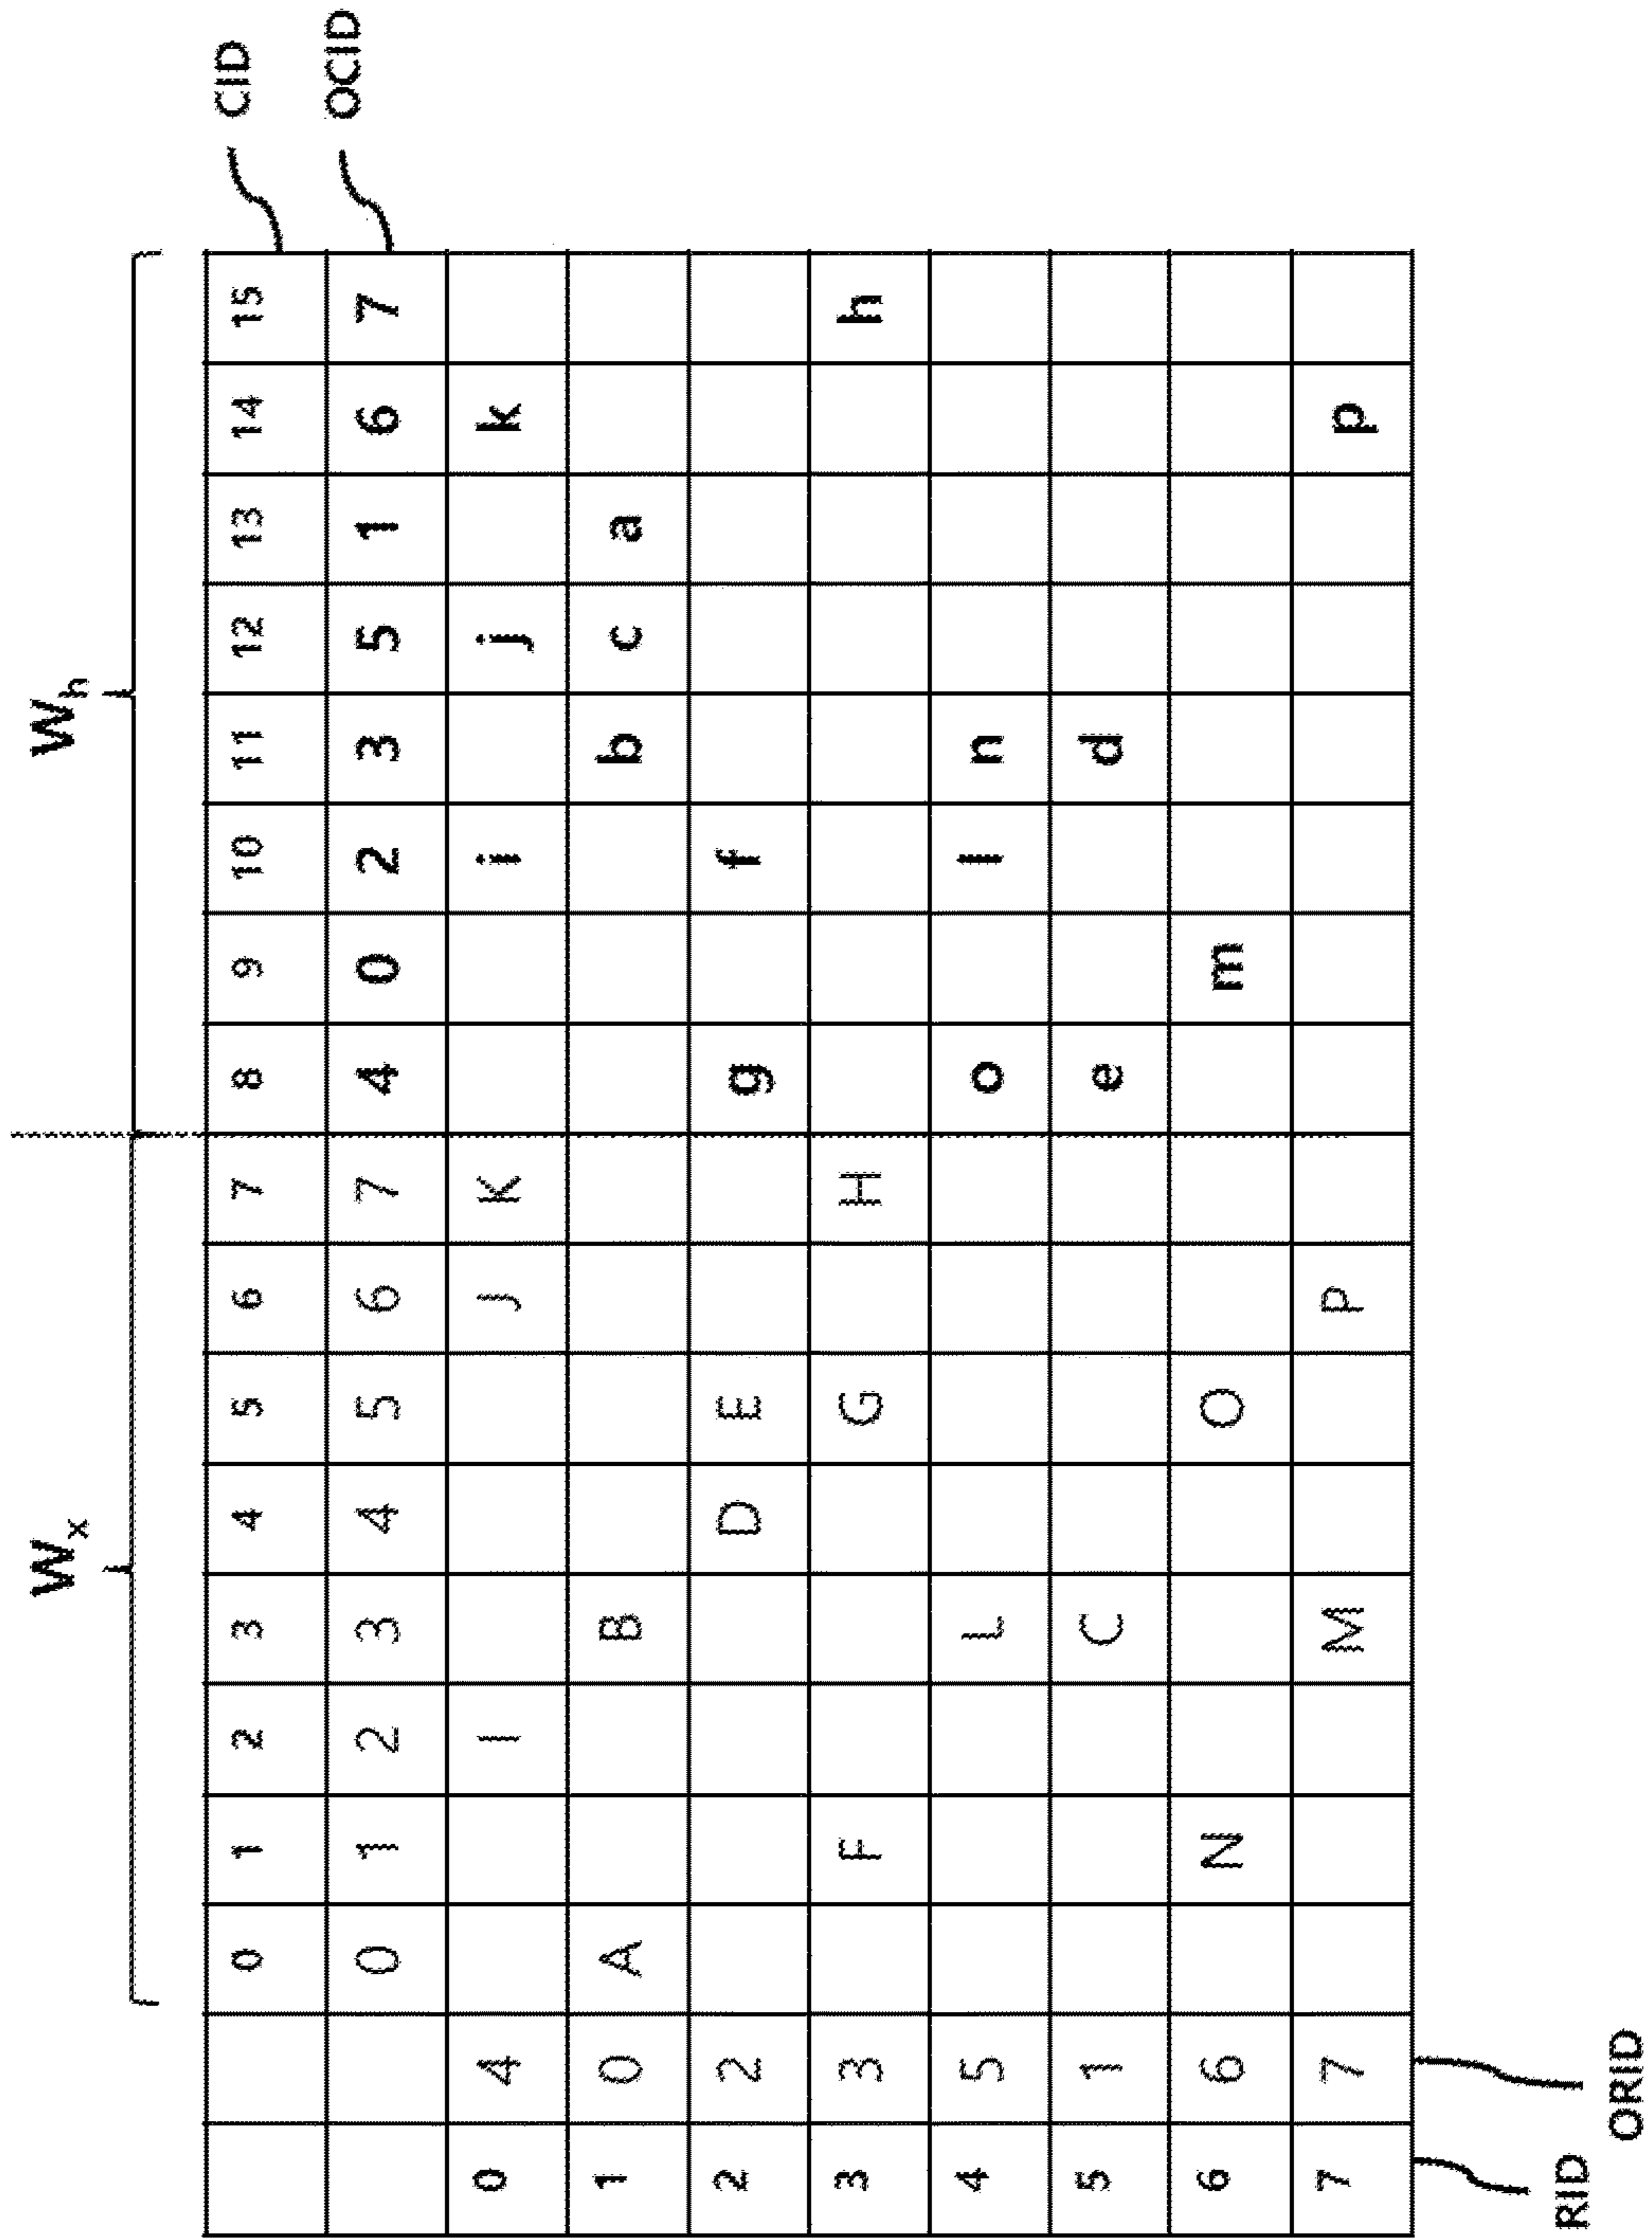 Wx Wh
0 1 2 3 4 5 6 7 8 9 10 11 12 13 14 15 CID
0 1 2 3 4 5 6 7 4 0 2 3 5 1 6 7 OCID
0 4 I J K i j k
1 0 A B b c a
2 2 D E g f
3 3 F G H h
4 5 L o l n
5 1 C e d
6 6 N O m
7 7 M P p
RID ORID